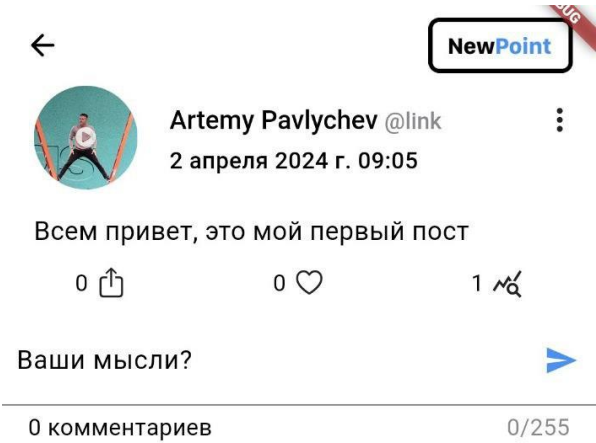 NewPoint
Artemy Pavlychev @link
2 апреля 2024 г. 09:05
Всем привет, это мой первый пост
0 0 1
Ваши мысли?
0 комментариев 0/255